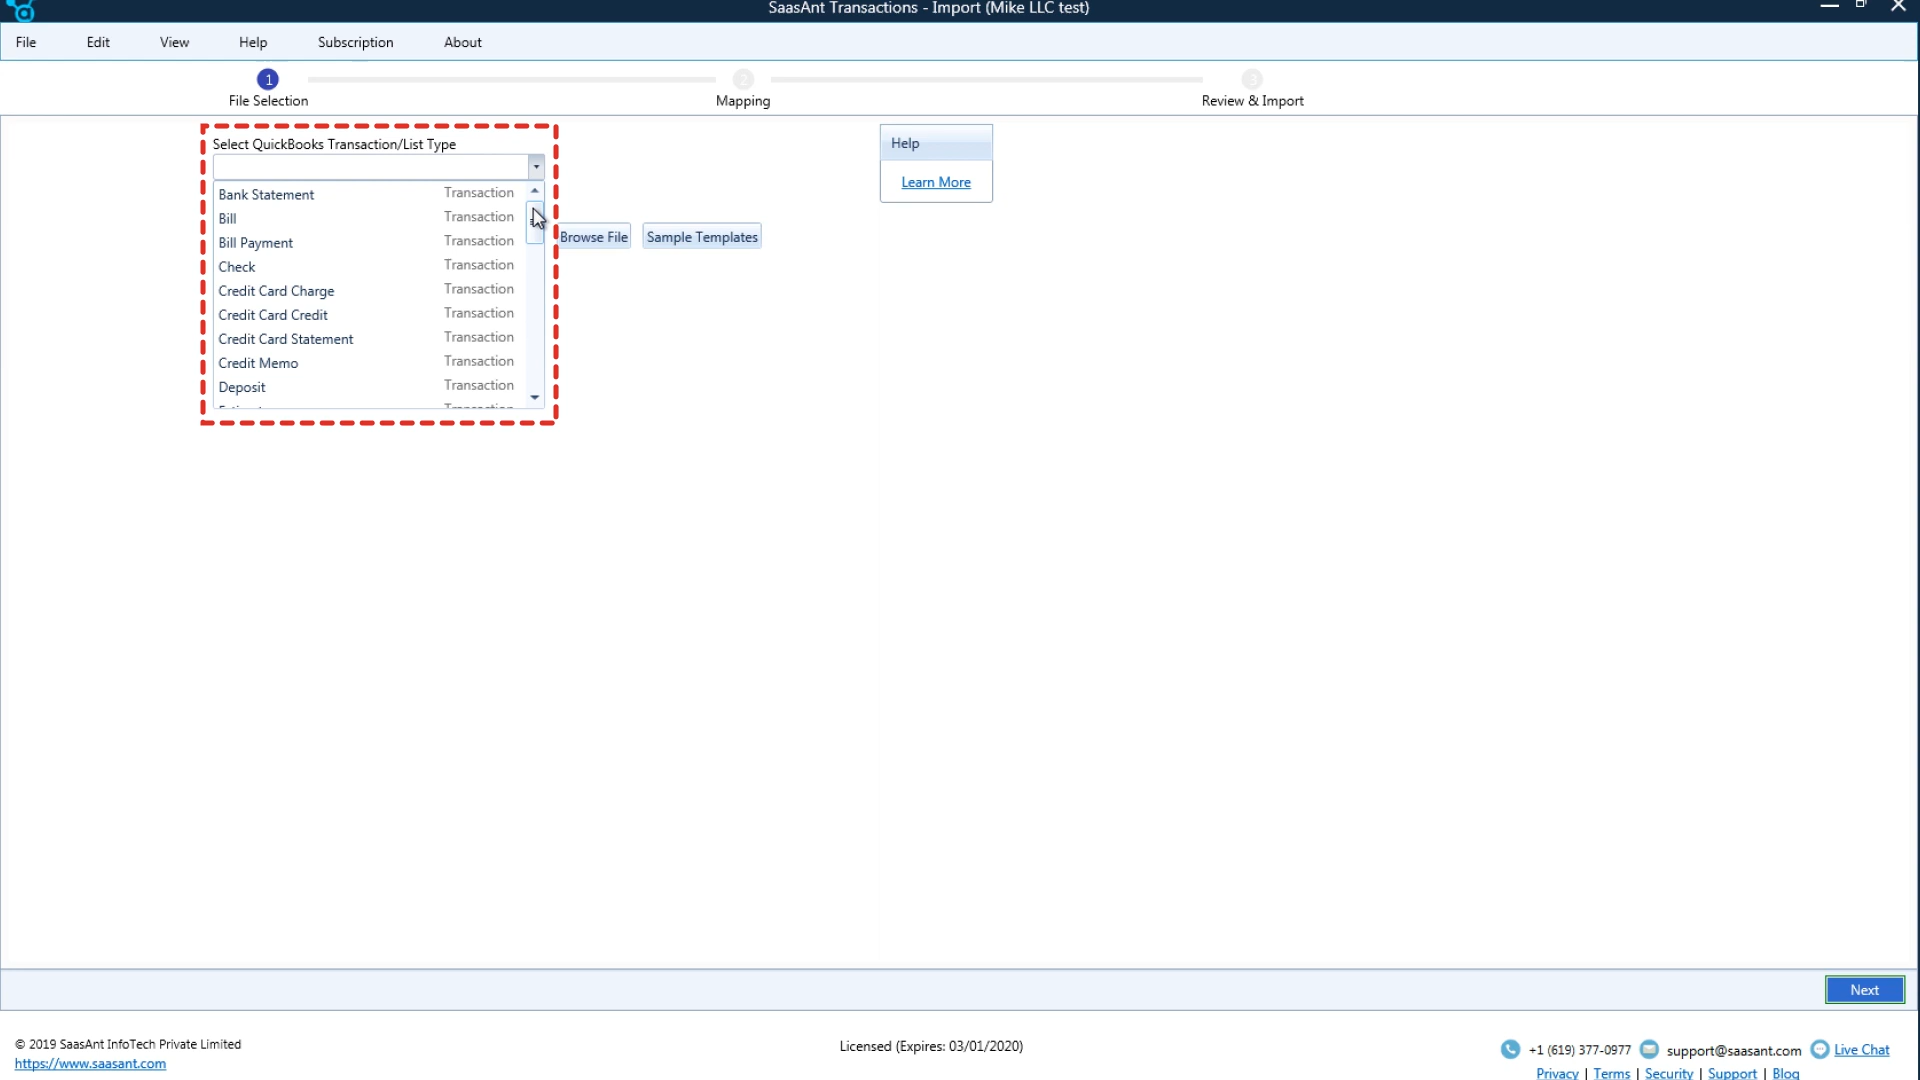 SaasAnt Transactions - Import (Mike LLC test)
File Edit View Help Subscription About
1 2 3
File Selection Mapping Review & Import
Select QuickBooks Transaction/List Type
Bank Statement Transaction
Bill Transaction
Bill Payment Transaction
Check Transaction
Credit Card Charge Transaction
Credit Card Credit Transaction
Credit Card Statement Transaction
Credit Memo Transaction
Deposit Transaction
Browse File Sample Templates
Help
Learn More
Next
© 2019 SaasAnt InfoTech Private Limited
https://www.saasant.com
Licensed (Expires: 03/01/2020)
+1 (619) 377-0977 support@saasant.com Live Chat
Privacy | Terms | Security | Support | Blog